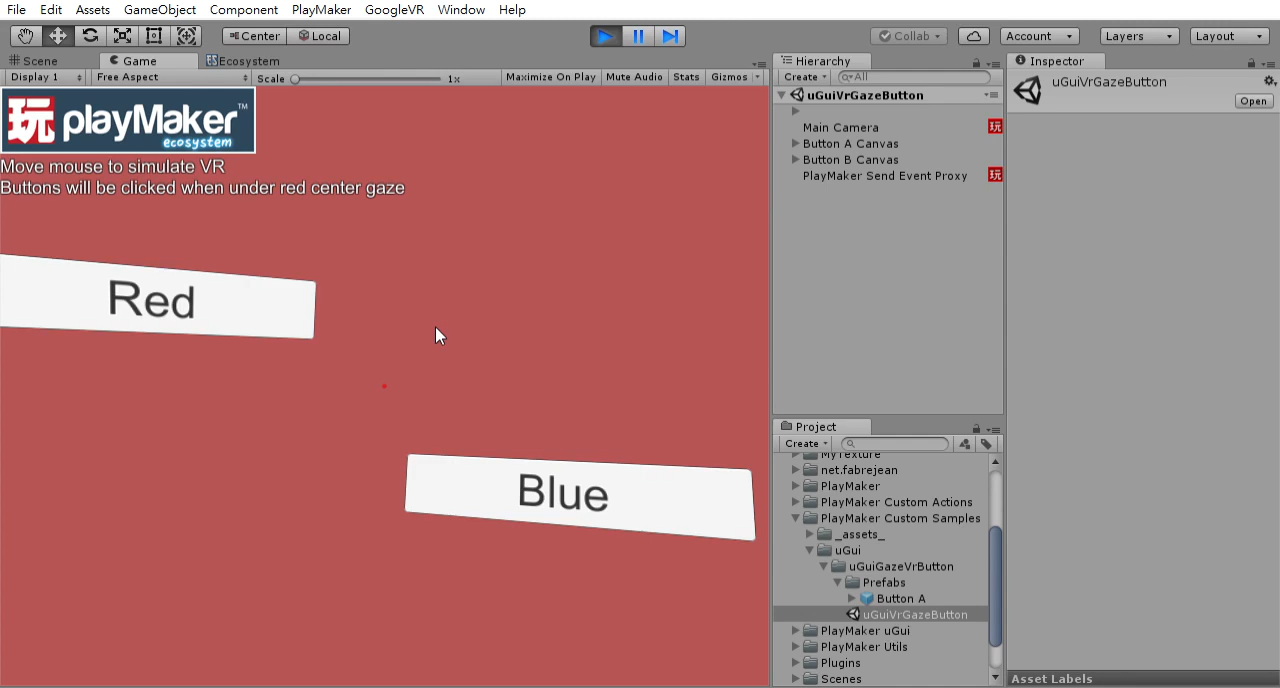 File Edit Assets GameObject Component PlayMaker GoogleVR Window Help
Center Local Collab Account Layers Layout
Scene Game Ecosystem
Display 1 Free Aspect Scale 1x Maximize On Play Mute Audio Stats Gizmos
玩 playMaker™
ecosystem
Move mouse to simulate VR
Buttons will be clicked when under red center gaze
Red
Blue
Hierarchy
Create All
uGuiVrGazeButton
Main Camera 玩
Button A Canvas
Button B Canvas
PlayMaker Send Event Proxy 玩
Project
Create
MyTexture
net.fabrejean
PlayMaker
PlayMaker Custom Actions
PlayMaker Custom Samples
_assets_
uGui
uGuiGazeVrButton
Prefabs
Button A
uGuiVrGazeButton
PlayMaker uGui
PlayMaker Utils
Plugins
Scenes
Inspector
uGuiVrGazeButton
Open
Asset Labels